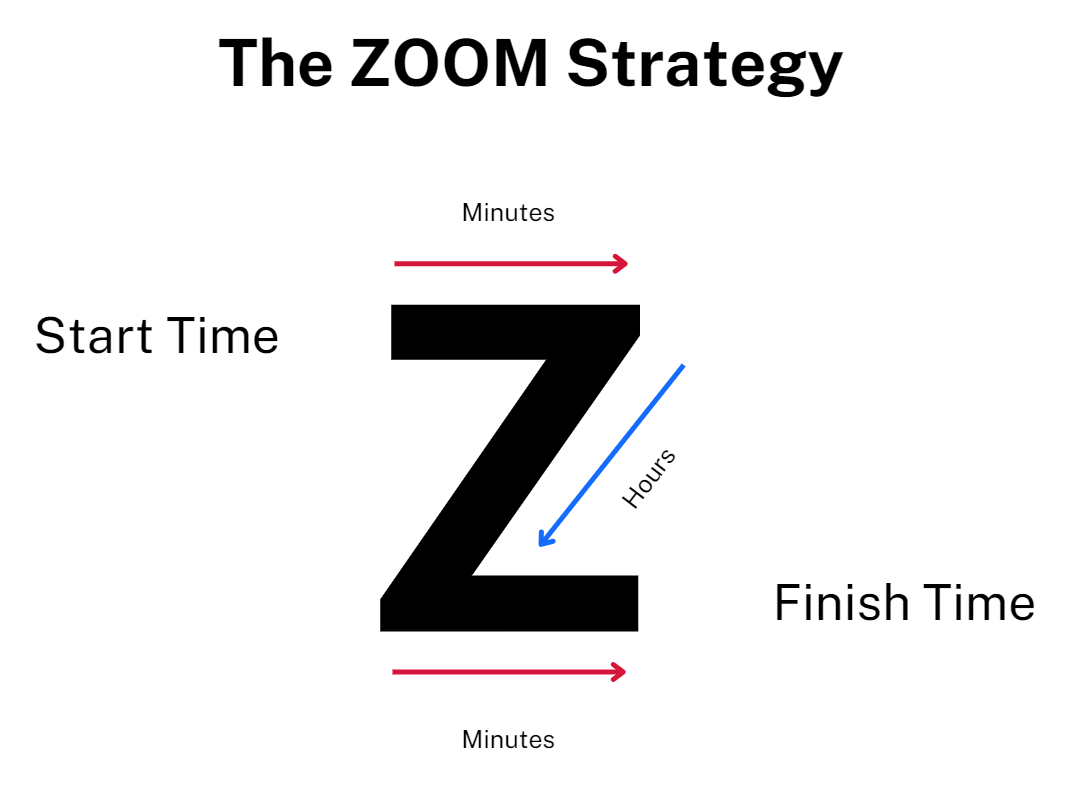 The ZOOM Strategy
Minutes
Start Time
Z
Hours
Finish Time
Minutes